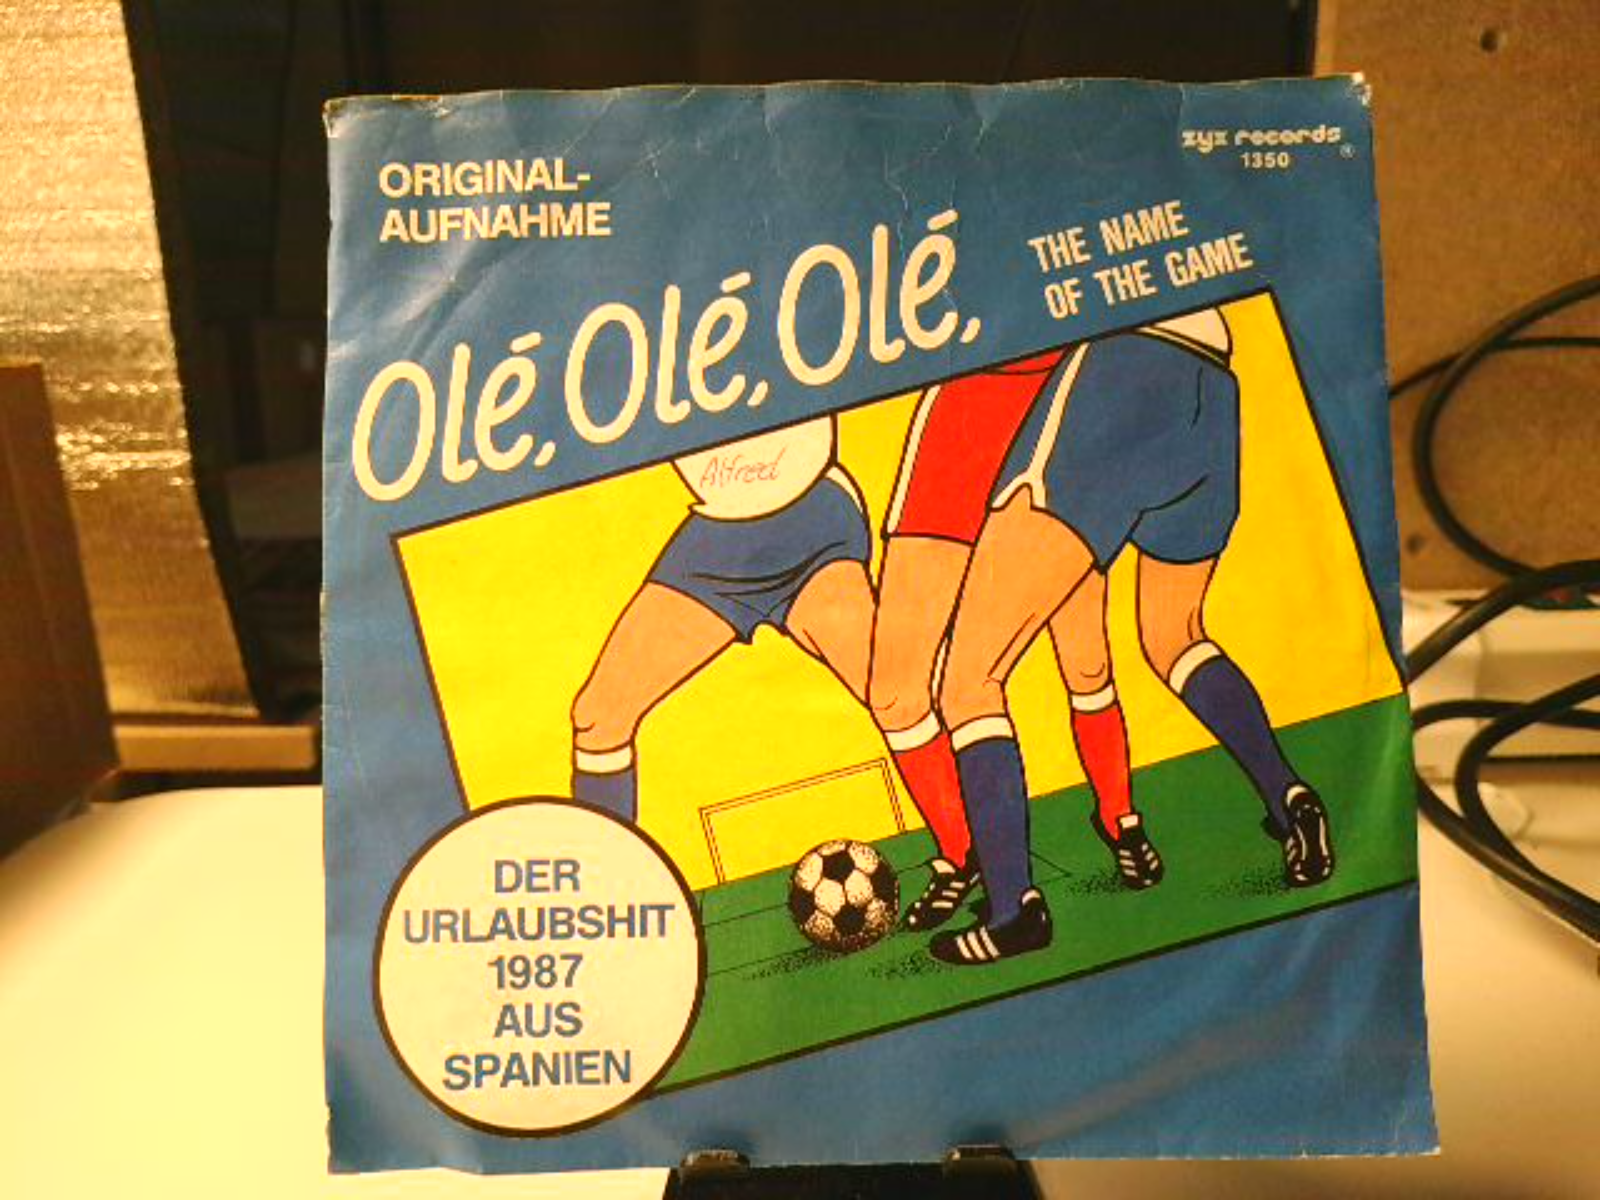 zyx records
1350
ORIGINAL-
AUFNAHME
Olé, Olé, Olé,
THE NAME
OF THE GAME
Alfred
DER
URLAUBSHIT
1987
AUS
SPANIEN